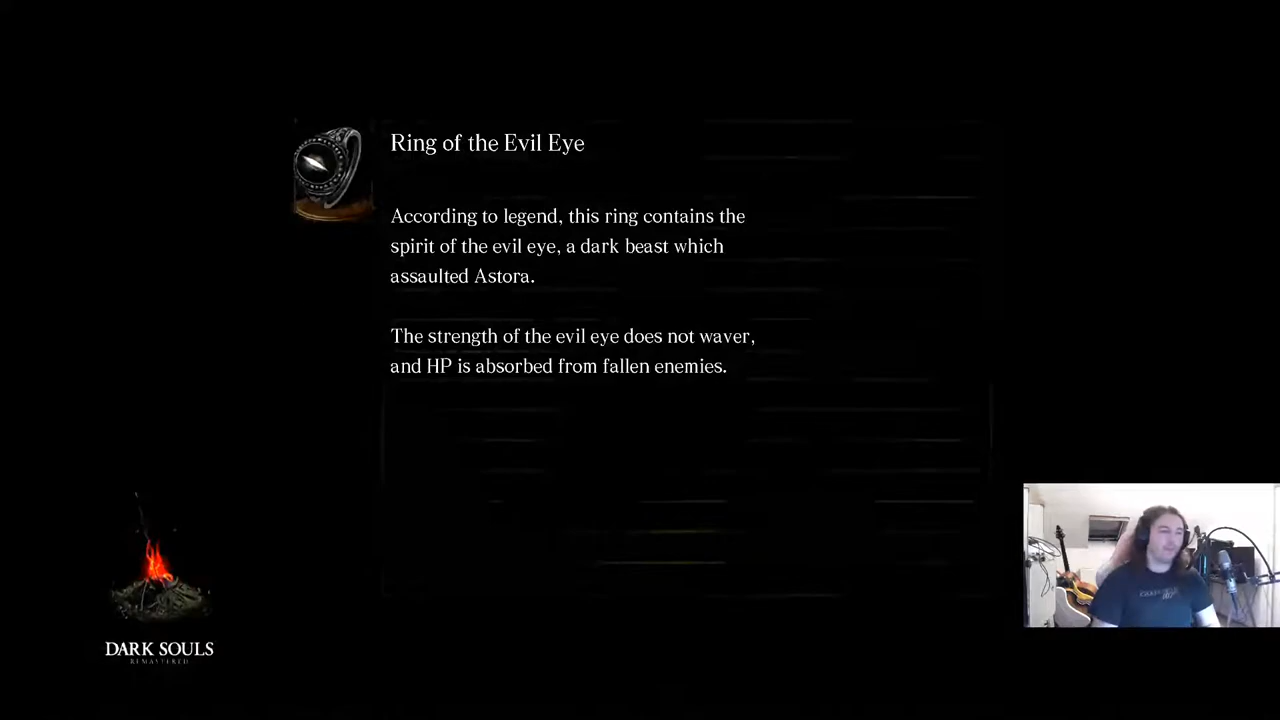 Ring of the Evil Eye
According to legend, this ring contains the
spirit of the evil eye, a dark beast which
assaulted Astora.
The strength of the evil eye does not waver,
and HP is absorbed from fallen enemies.
DARK SOULS
REMASTERED